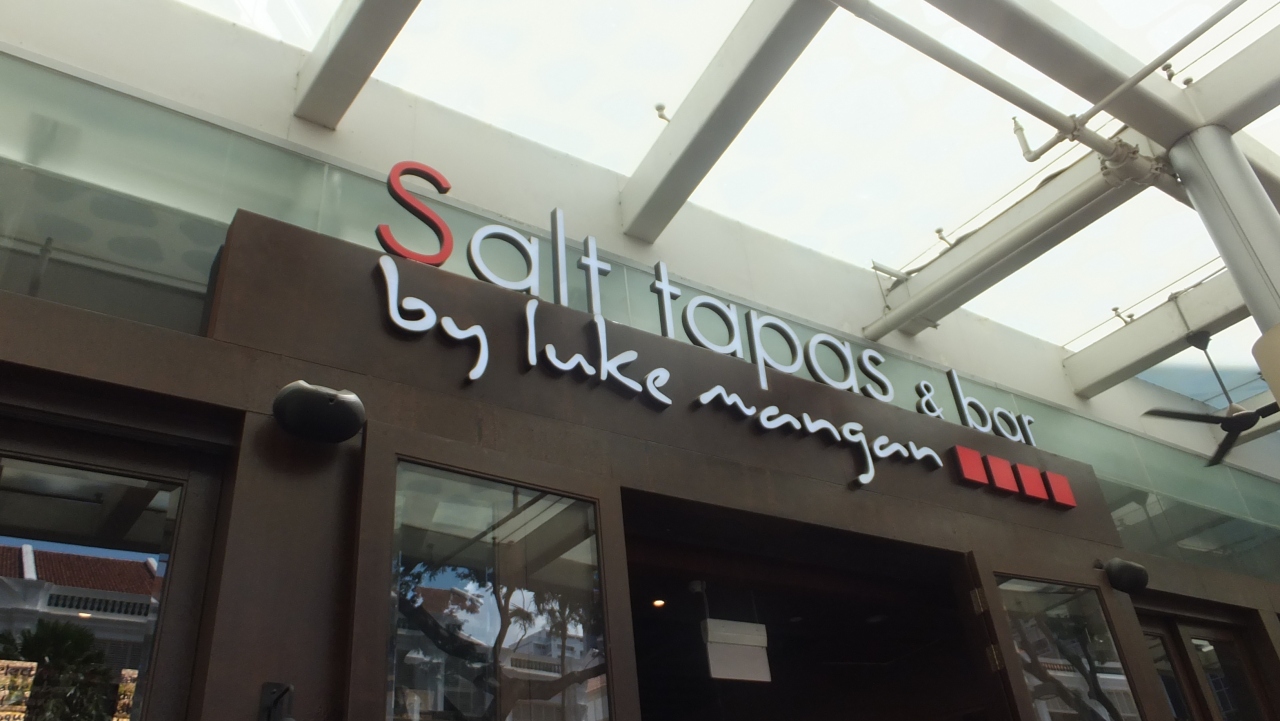 Salt tapas & bar
by luke mangan